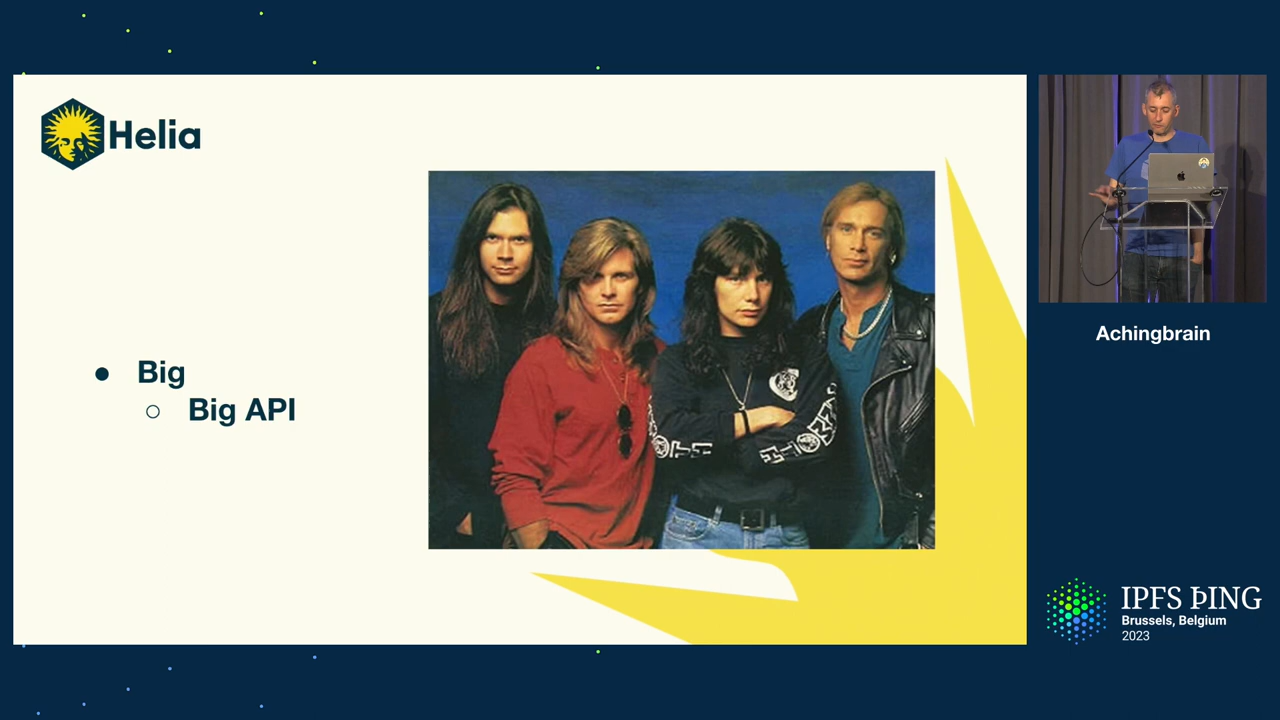 Helia
Big
Big API
Achingbrain
IPFS ÞING
Brussels, Belgium
2023